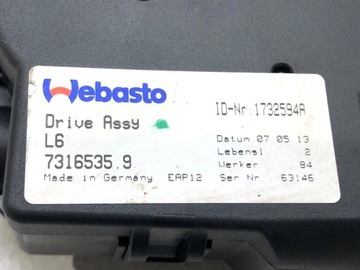 Webasto
ID-Nr 1732594A
Drive Assy
L6
7316535.9
Datum 07 05 13
Lebensl 2
Werker 84
Made in Germany EAP12 Ser Nr 63146